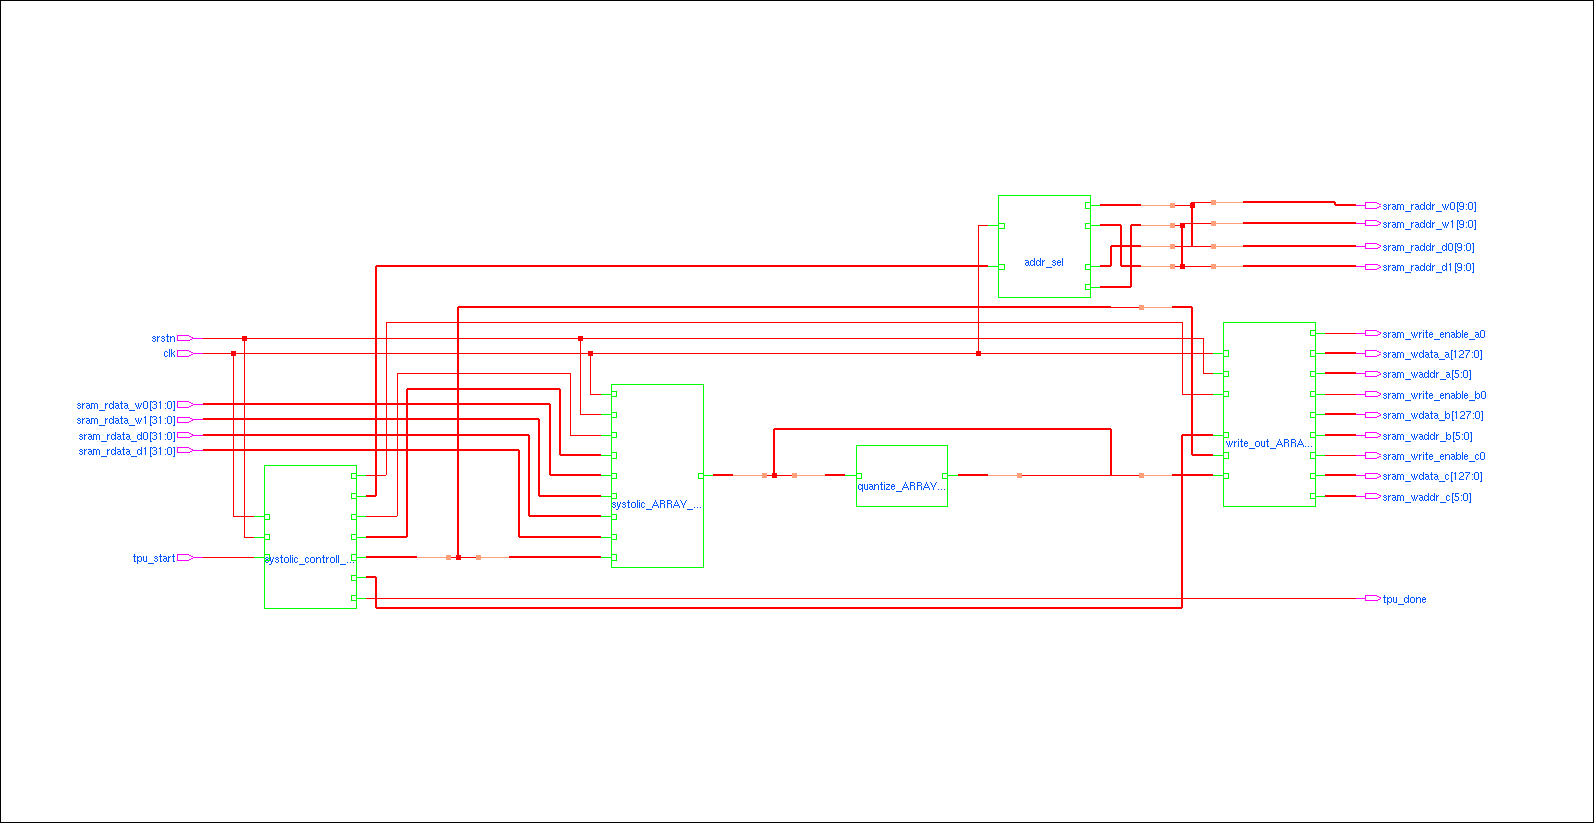 sram_raddr_w0[9:0]
sram_raddr_w1[9:0]
sram_raddr_d0[9:0]
addr_sel
sram_raddr_d1[9:0]
srstn
sram_write_enable_a0
clk
sram_wdata_a[127:0]
sram_waddr_a[5:0]
sram_write_enable_b0
sram_rdata_w0[31:0]
sram_wdata_b[127:0]
sram_rdata_w1[31:0]
sram_rdata_d0[31:0]
sram_waddr_b[5:0]
write_out_ARRA...
sram_rdata_d1[31:0]
sram_write_enable_c0
sram_wdata_c[127:0]
quantize_ARRAY...
sram_waddr_c[5:0]
systolic_ARRAY_...
tpu_start
systolic_controll_...
tpu_done